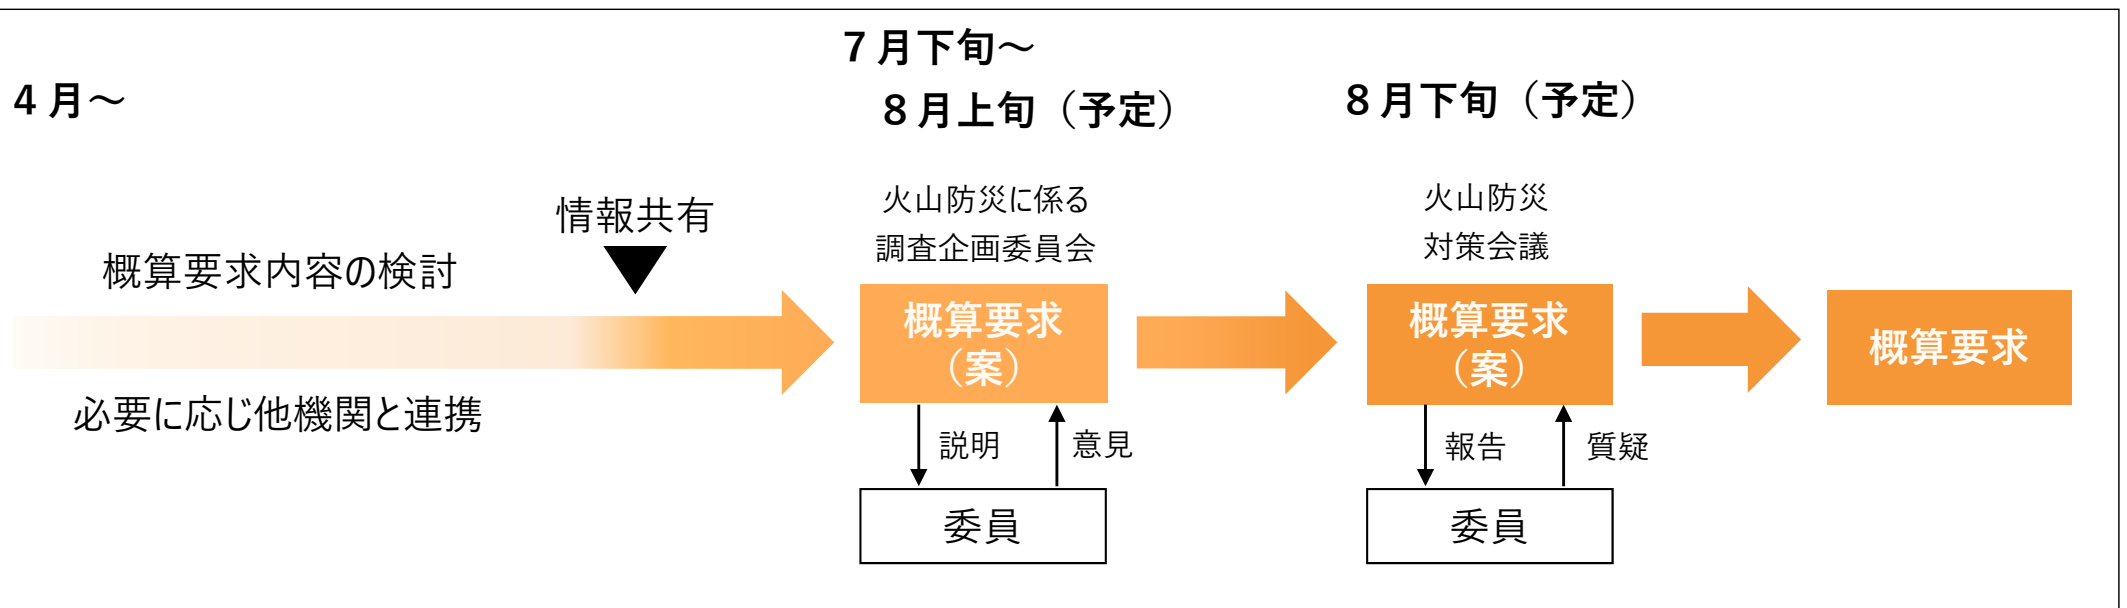 4月~
7月下旬~
8月上旬(予定)
8月下旬(予定)
情報共有
概算要求内容の検討
必要に応じ他機関と連携
火山防災に係る
調査企画委員会
概算要求
(案)
説明
意見
委員
火山防災
対策会議
概算要求
(案)
報告
質疑
委員
概算要求